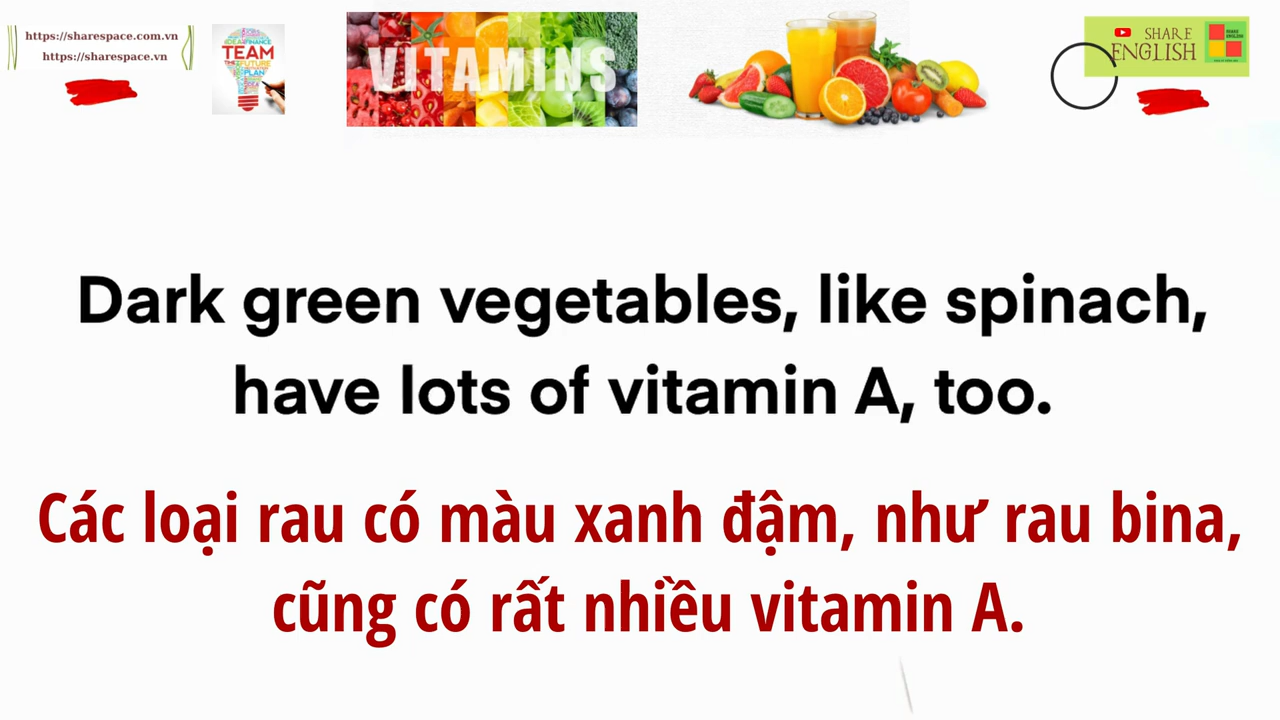 https://sharespace.com.vn
https://sharespace.vn
TEAM
PLAN
VITAMINS
SHARE
ENGLISH
Dark green vegetables, like spinach,
have lots of vitamin A, too.
Các loại rau có màu xanh đậm, như rau bina,
cũng có rất nhiều vitamin A.